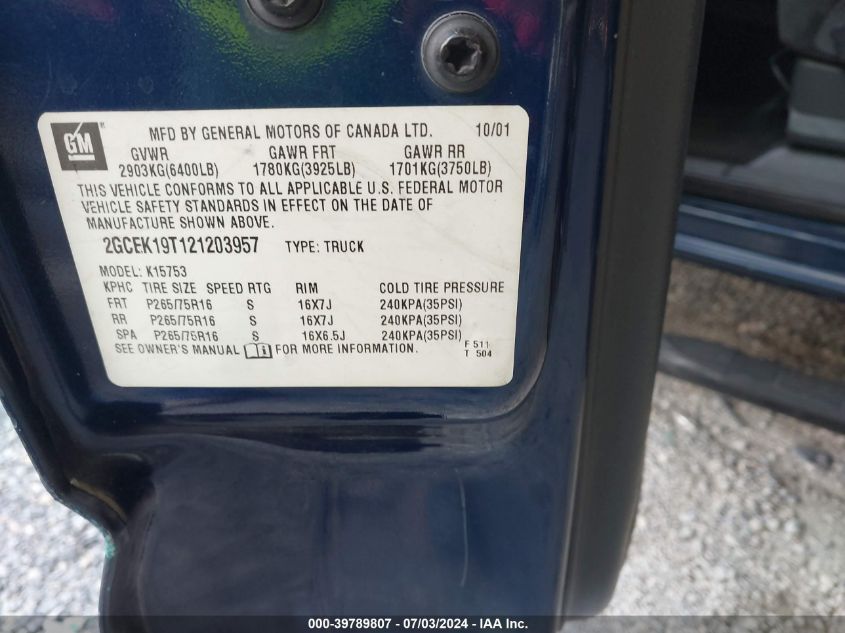 GM ®
MFD BY GENERAL MOTORS OF CANADA LTD. 10/01
GVWR GAWR FRT GAWR RR
2903KG(6400LB) 1780KG(3925LB) 1701KG(3750LB)
THIS VEHICLE CONFORMS TO ALL APPLICABLE U.S. FEDERAL MOTOR
VEHICLE SAFETY STANDARDS IN EFFECT ON THE DATE OF
MANUFACTURE SHOWN ABOVE.
2GCEK19T121203957 TYPE: TRUCK
MODEL: K15753
KPHC TIRE SIZE SPEED RTG RIM COLD TIRE PRESSURE
FRT P265/75R16 S 16X7J 240KPA(35PSI)
RR P265/75R16 S 16X7J 240KPA(35PSI)
SPA P265/75R16 S 16X6.5J 240KPA(35PSI)
SEE OWNER'S MANUAL FOR MORE INFORMATION.
F 511
T 504
000-39789807 - 07/03/2024 - IAA Inc.